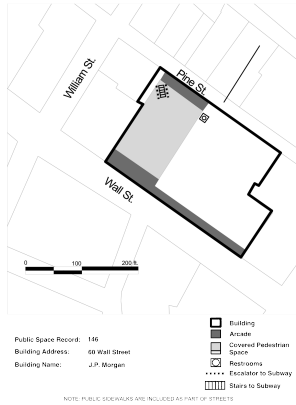 William St.
Pine St.
Wall St.
0 100 200 ft.
Public Space Record: 146
Building Address: 60 Wall Street
Building Name: J.P. Morgan
Building
Arcade
Covered Pedestrian
Space
Restrooms
Escalator to Subway
Stairs to Subway
NOTE: PUBLIC SIDEWALKS ARE INCLUDED AS PART OF STREETS